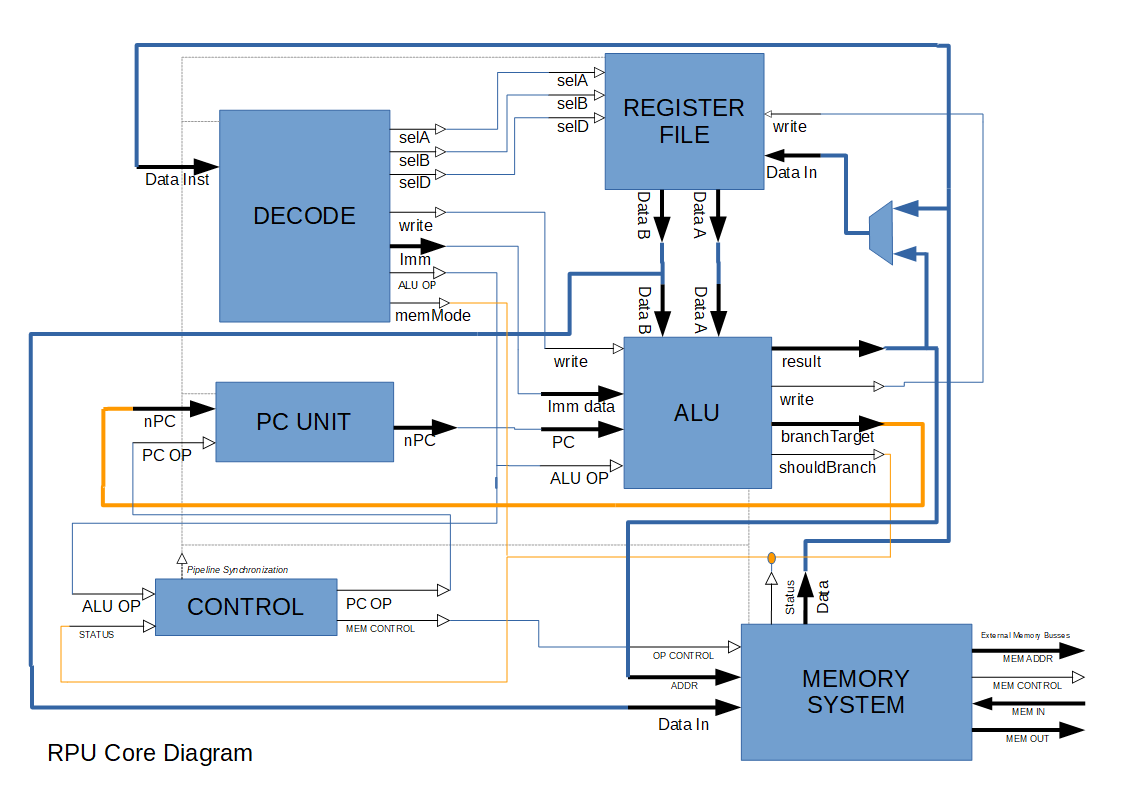 selA
selB
selD
REGISTER
FILE
write
Data In
Data B
Data A
Data Inst
DECODE
selA
selB
selD
write
Imm
ALU OP
memMode
Data B
Data A
write
Imm data
PC
ALU OP
ALU
result
write
branchTarget
shouldBranch
nPC
PC OP
PC UNIT
nPC
Pipeline Synchronization
ALU OP
STATUS
CONTROL
PC OP
MEM CONTROL
Status
Data
OP CONTROL
ADDR
Data In
MEMORY
SYSTEM
External Memory Busses
MEM ADDR
MEM CONTROL
MEM IN
MEM OUT
RPU Core Diagram